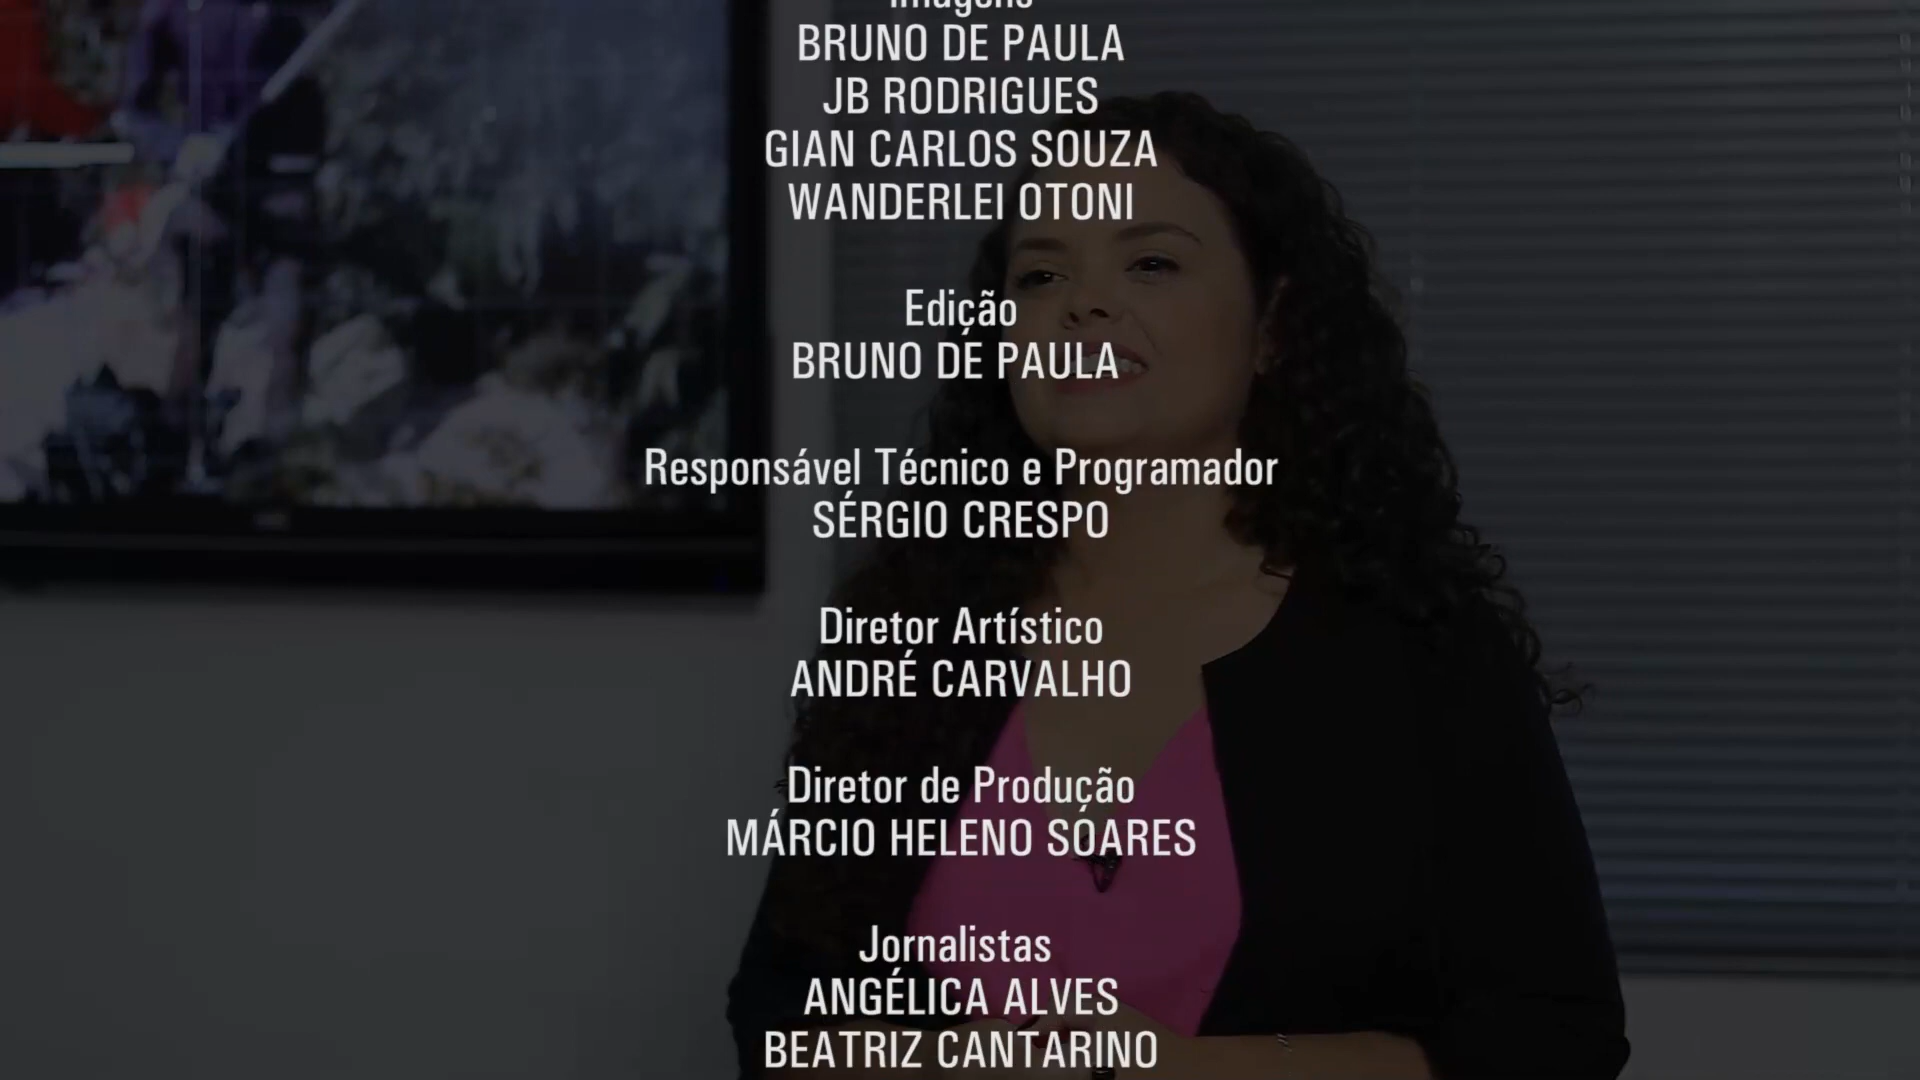 Imagens
BRUNO DE PAULA
JB RODRIGUES
GIAN CARLOS SOUZA
WANDERLEI OTONI
Edição
BRUNO DE PAULA
Responsável Técnico e Programador
SÉRGIO CRESPO
Diretor Artístico
ANDRÉ CARVALHO
Diretor de Produção
MÁRCIO HELENO SOARES
Jornalistas
ANGÉLICA ALVES
BEATRIZ CANTARINO